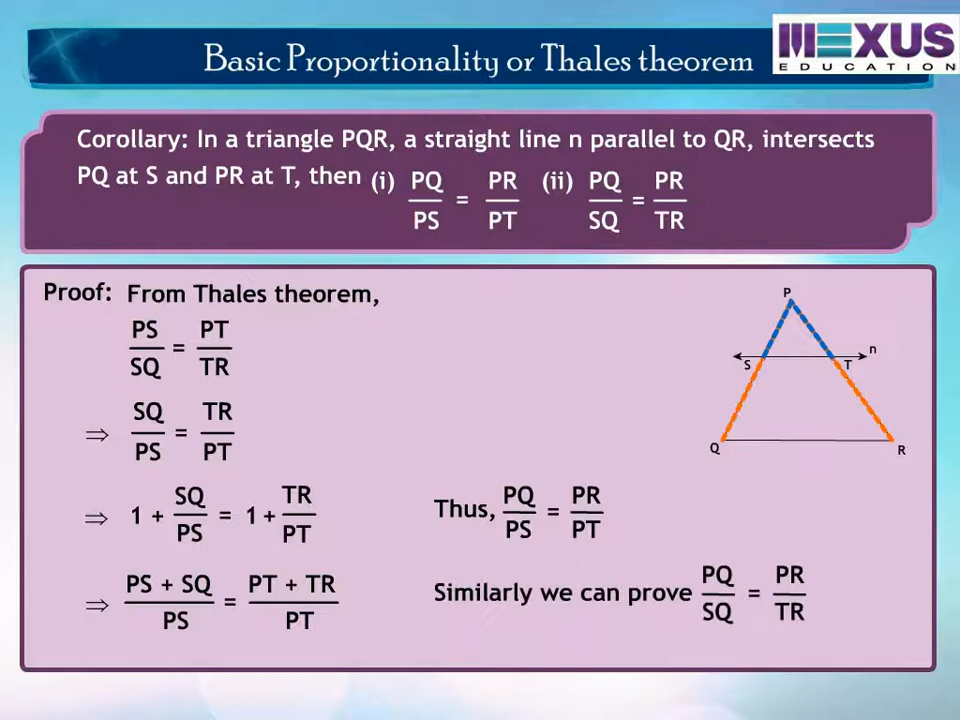 Basic Proportionality or Thales theorem
MEXUS
EDUCATION
Corollary: In a triangle PQR, a straight line n parallel to QR, intersects
PQ at S and PR at T, then (i) PQ/PS = PR/PT (ii) PQ/SQ = PR/TR
Proof: From Thales theorem,
PS/SQ = PT/TR
⇒ SQ/PS = TR/PT
⇒ 1 + SQ/PS = 1 + TR/PT
⇒ PS + SQ/PS = PT + TR/PT
Thus, PQ/PS = PR/PT
Similarly we can prove PQ/SQ = PR/TR
P
n
S
T
Q
R